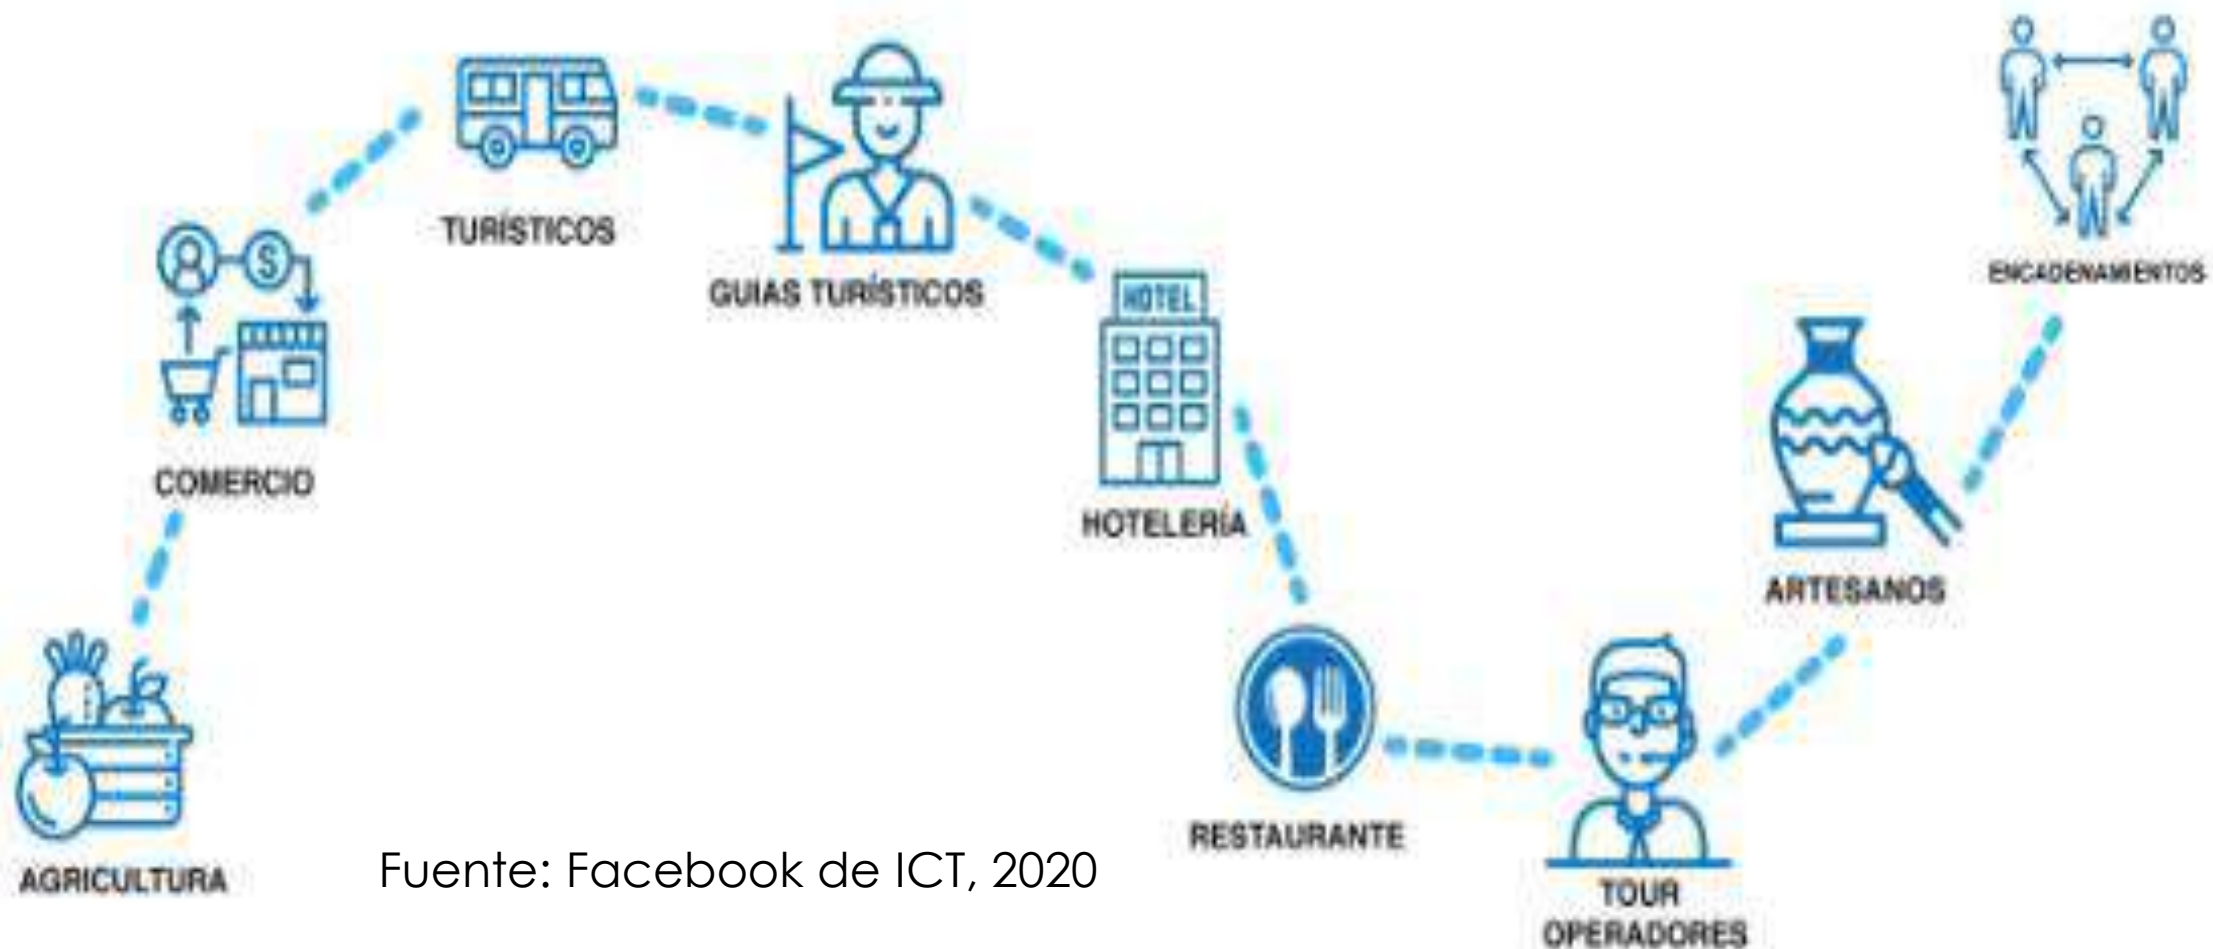 AGRICULTURA
COMERCIO
S
TURÍSTICOS
GUIAS TURÍSTICOS
HOTEL
HOTELERÍA
RESTAURANTE
TOUR
OPERADORES
ARTESANOS
ENCADENAMIENTOS
Fuente: Facebook de ICT, 2020